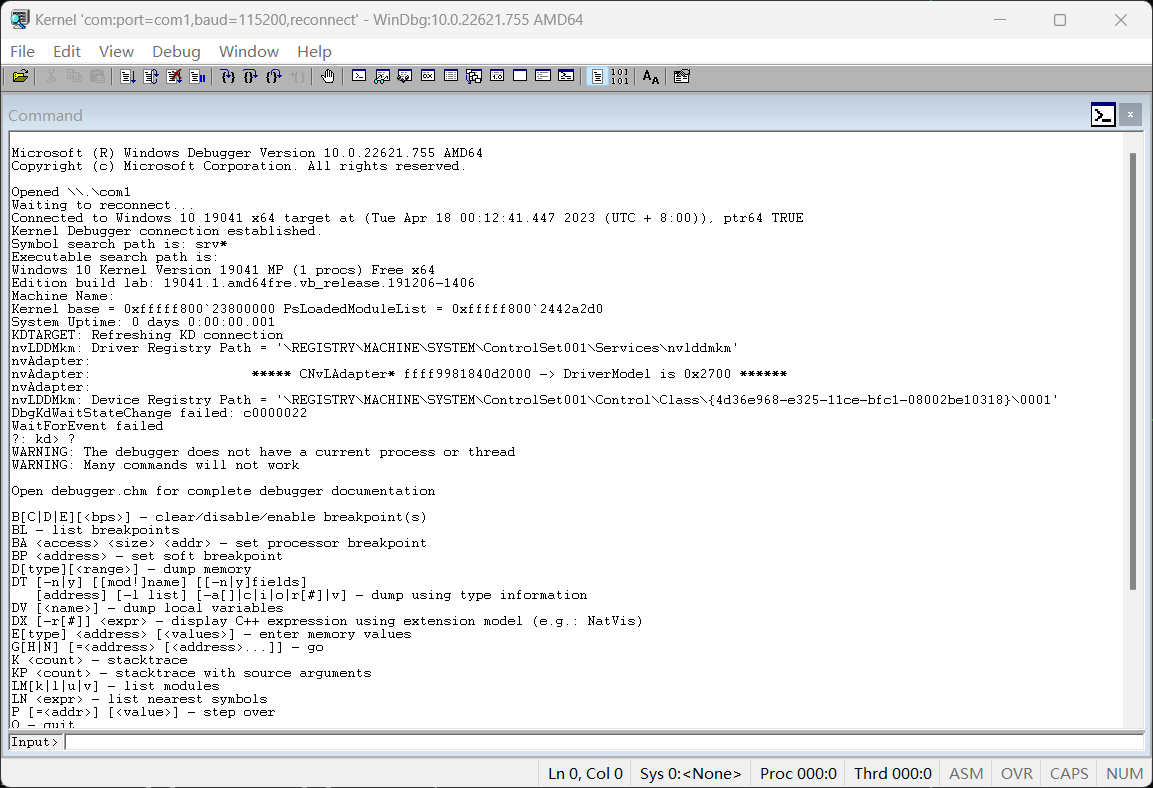 Kernel 'com:port=com1,baud=115200,reconnect' - WinDbg:10.0.22621.755 AMD64
File Edit View Debug Window Help
Command
Microsoft (R) Windows Debugger Version 10.0.22621.755 AMD64
Copyright (c) Microsoft Corporation. All rights reserved.
Opened \\.\com1
Waiting to reconnect...
Connected to Windows 10 19041 x64 target at (Tue Apr 18 00:12:41.447 2023 (UTC + 8:00)), ptr64 TRUE
Kernel Debugger connection established.
Symbol search path is: srv*
Executable search path is:
Windows 10 Kernel Version 19041 MP (1 procs) Free x64
Edition build lab: 19041.1.amd64fre.vb_release.191206-1406
Machine Name:
Kernel base = 0xfffff800`23800000 PsLoadedModuleList = 0xfffff800`2442a2d0
System Uptime: 0 days 0:00:00.001
KDTARGET: Refreshing KD connection
nvLDDMkm: Driver Registry Path = '\REGISTRY\MACHINE\SYSTEM\ControlSet001\Services\nvlddmkm'
nvAdapter:
nvAdapter: ***** CNvLAdapter* ffff9981840d2000 -> DriverModel is 0x2700 ******
nvAdapter:
nvLDDMkm: Device Registry Path = '\REGISTRY\MACHINE\SYSTEM\ControlSet001\Control\Class\{4d36e968-e325-11ce-bfc1-08002be10318}\0001'
DbgKdWaitStateChange failed: c0000022
WaitForEvent failed
?: kd> ?
WARNING: The debugger does not have a current process or thread
WARNING: Many commands will not work
Open debugger.chm for complete debugger documentation
B[C|D|E][<bps>] - clear/disable/enable breakpoint(s)
BL - list breakpoints
BA <access> <size> <addr> - set processor breakpoint
BP <address> - set soft breakpoint
D[type][<range>] - dump memory
DT [-n|y] [[mod!]name] [[-n|y]fields]
[address] [-l list] [-a[]|c|i|o|r[#]|v] - dump using type information
DV [<name>] - dump local variables
DX [-r[#]] <expr> - display C++ expression using extension model (e.g.: NatVis)
E[type] <address> [<values>] - enter memory values
G[H|N] [=<address> [<address>...]] - go
K <count> - stacktrace
KP <count> - stacktrace with source arguments
LM[k|l|u|v] - list modules
LN <expr> - list nearest symbols
P [=<addr>] [<value>] - step over
Q - quit
Input>
Ln 0, Col 0 Sys 0:<None> Proc 000:0 Thrd 000:0 ASM OVR CAPS NUM